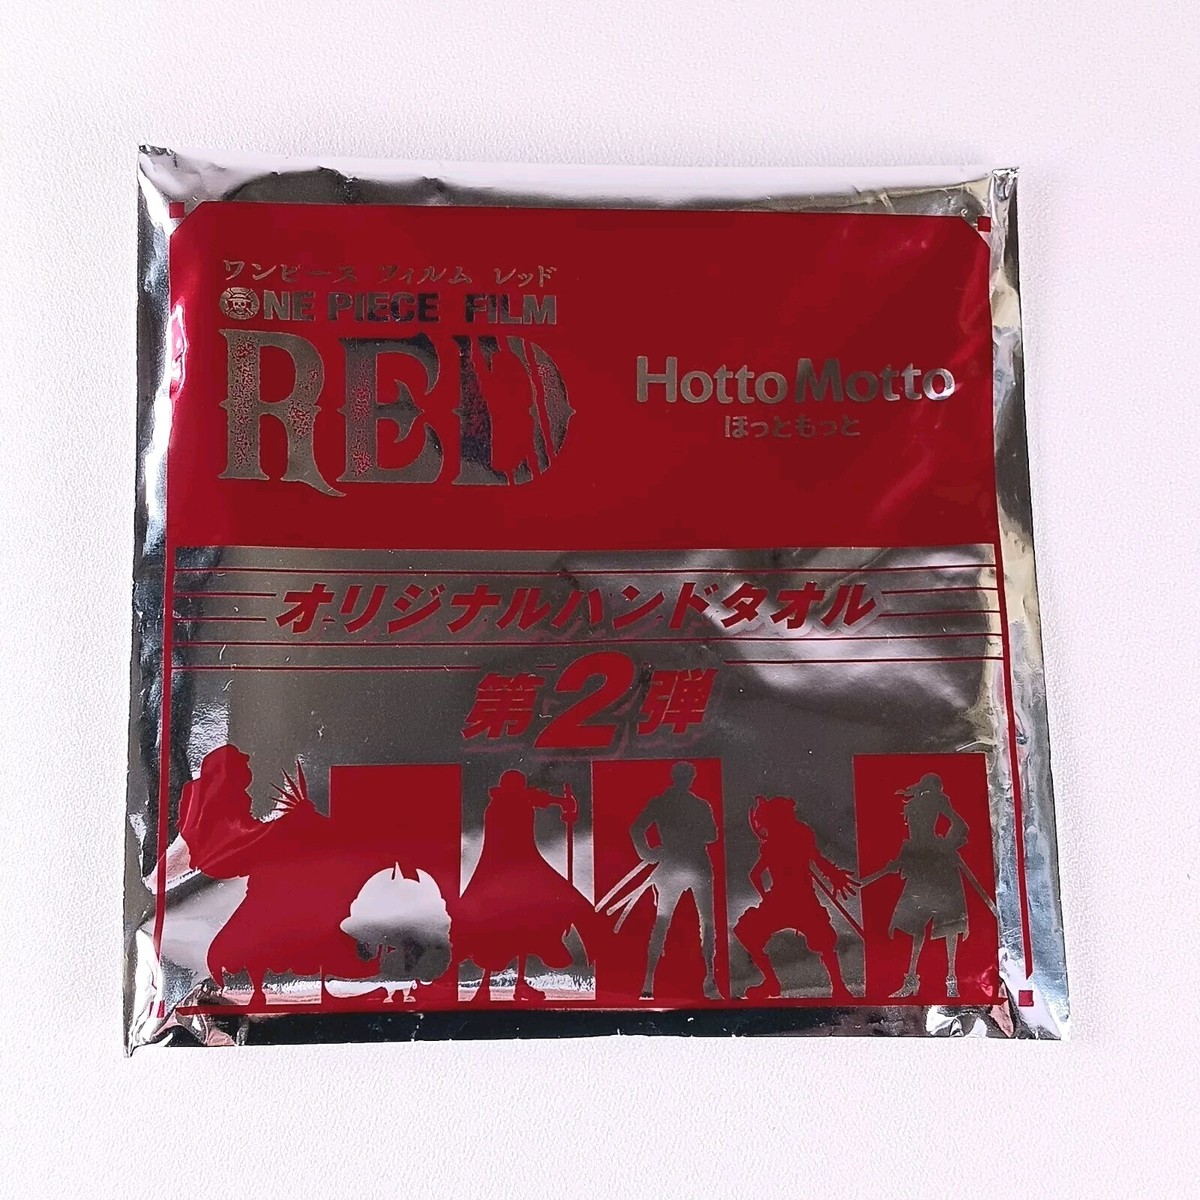 ワンピース フィルム レッド
ONE PIECE FILM
RED
HottoMotto
ほっともっと
オリジナルハンドタオル
第2弾